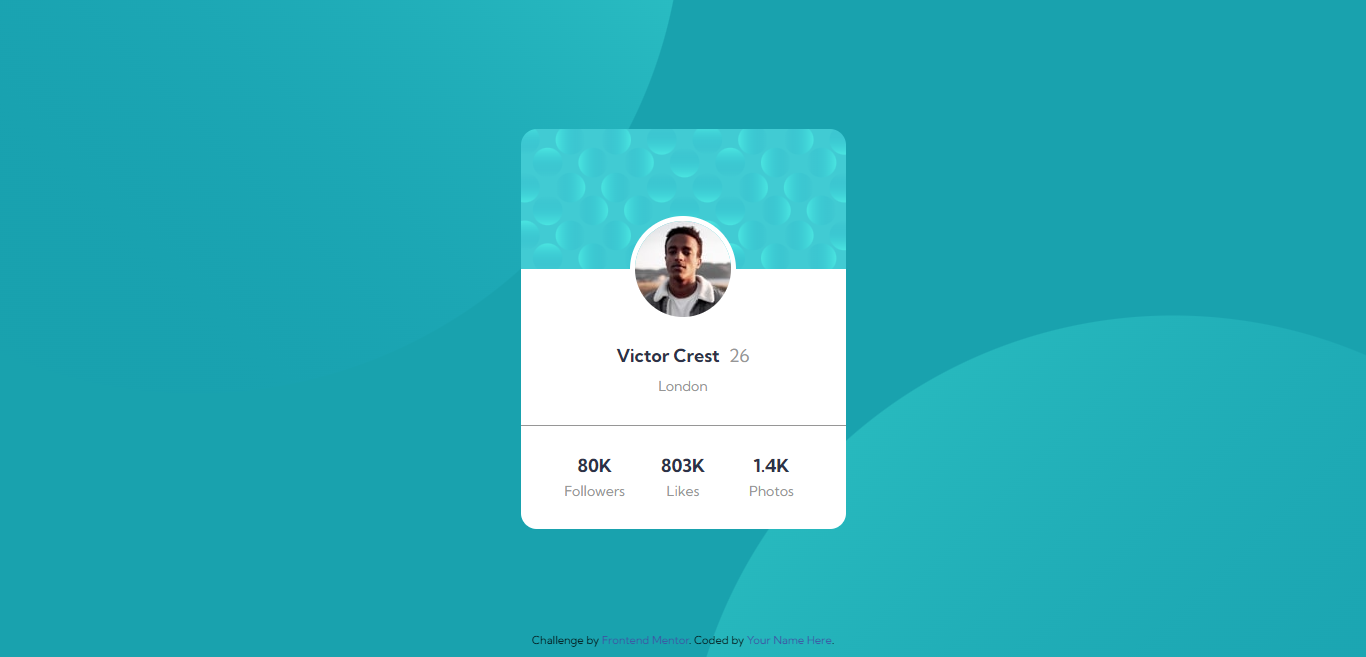 Victor Crest 26
London
80K 803K 1.4K
Followers Likes Photos
Challenge by Frontend Mentor. Coded by Your Name Here.